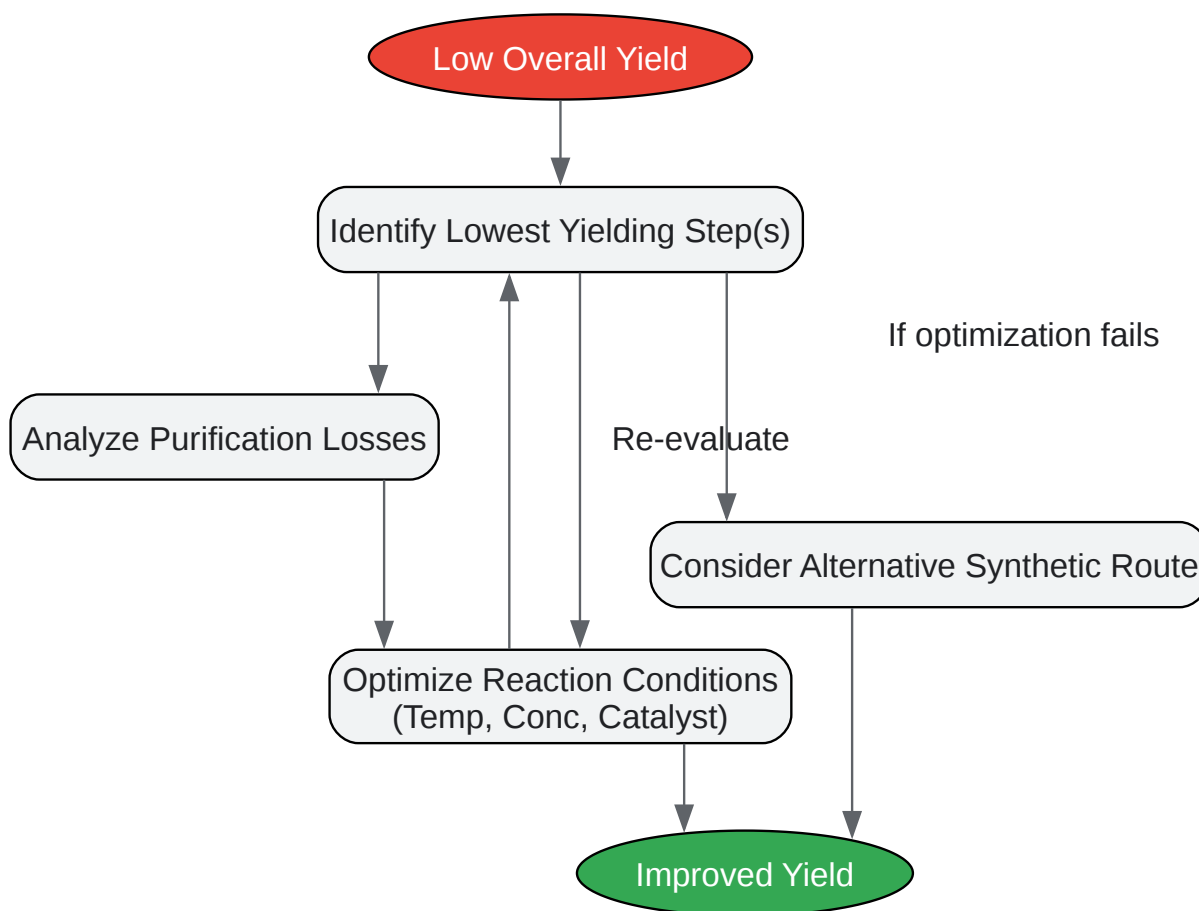 Low Overall Yield
Identify Lowest Yielding Step(s)
If optimization fails
Analyze Purification Losses
Re-evaluate
Consider Alternative Synthetic Route
Optimize Reaction Conditions
(Temp, Conc, Catalyst)
Improved Yield